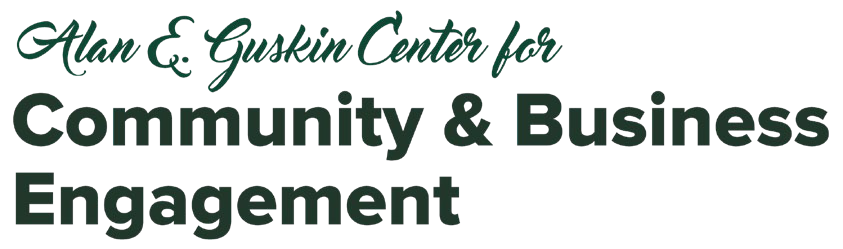 Alan E. Guskin Center for
Community & Business
Engagement